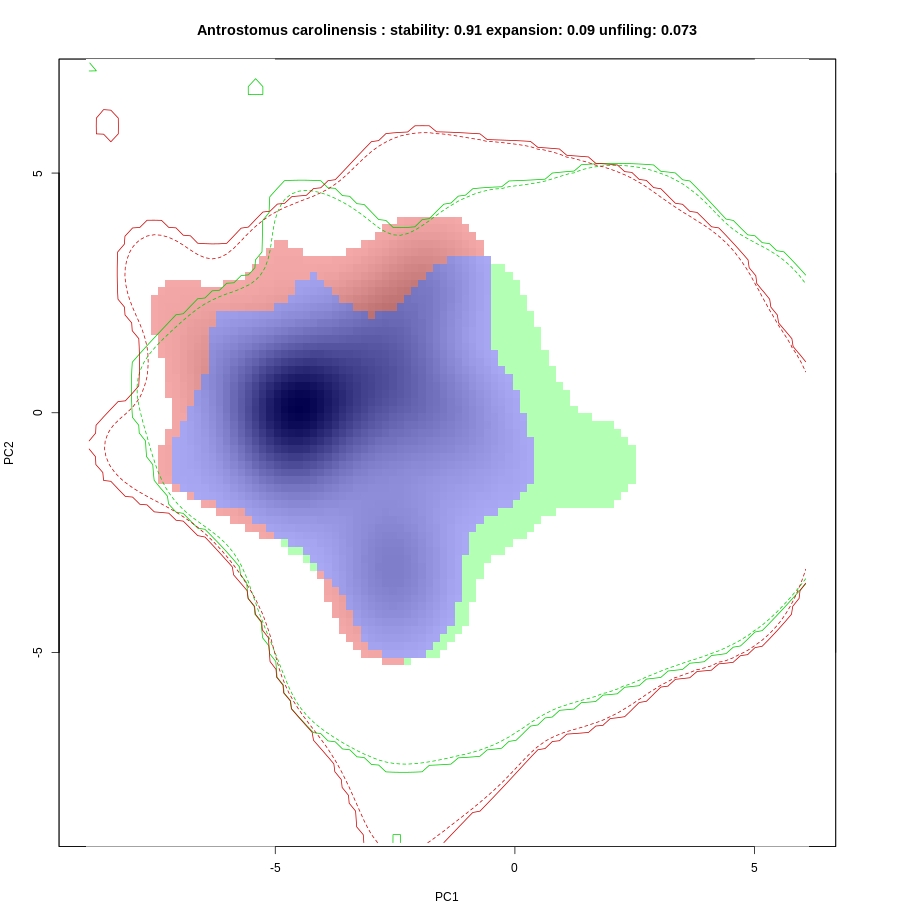 Antrostomus carolinensis : stability: 0.91 expansion: 0.09 unfiling: 0.073
5
0
-5
PC2
-5 0 5
PC1